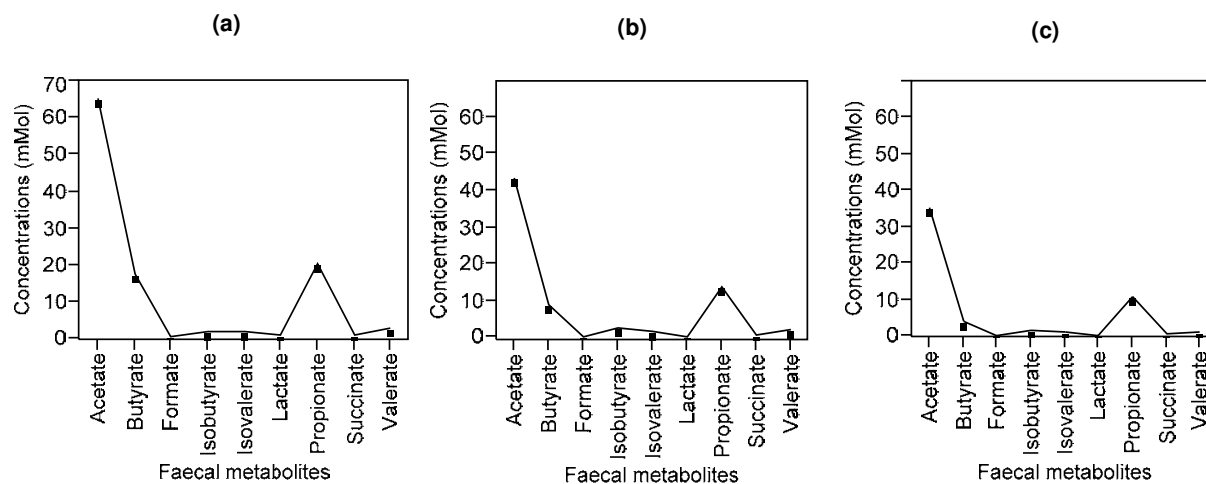 (a)
Concentrations (mMol)
70
60
50
40
30
20
10
0
Acetate
Butyrate
Formate
Isobutyrate
Isovalerate
Lactate
Propionate
Succinate
Valerate
Faecal metabolites
(b)
Concentrations (mMol)
60
50
40
30
20
10
0
Acetate
Butyrate
Formate
Isobutyrate
Isovalerate
Lactate
Propionate
Succinate
Valerate
Faecal metabolites
(c)
Concentrations (mMol)
60
50
40
30
20
10
0
Acetate
Butyrate
Formate
Isobutyrate
Isovalerate
Lactate
Propionate
Succinate
Valerate
Faecal metabolites